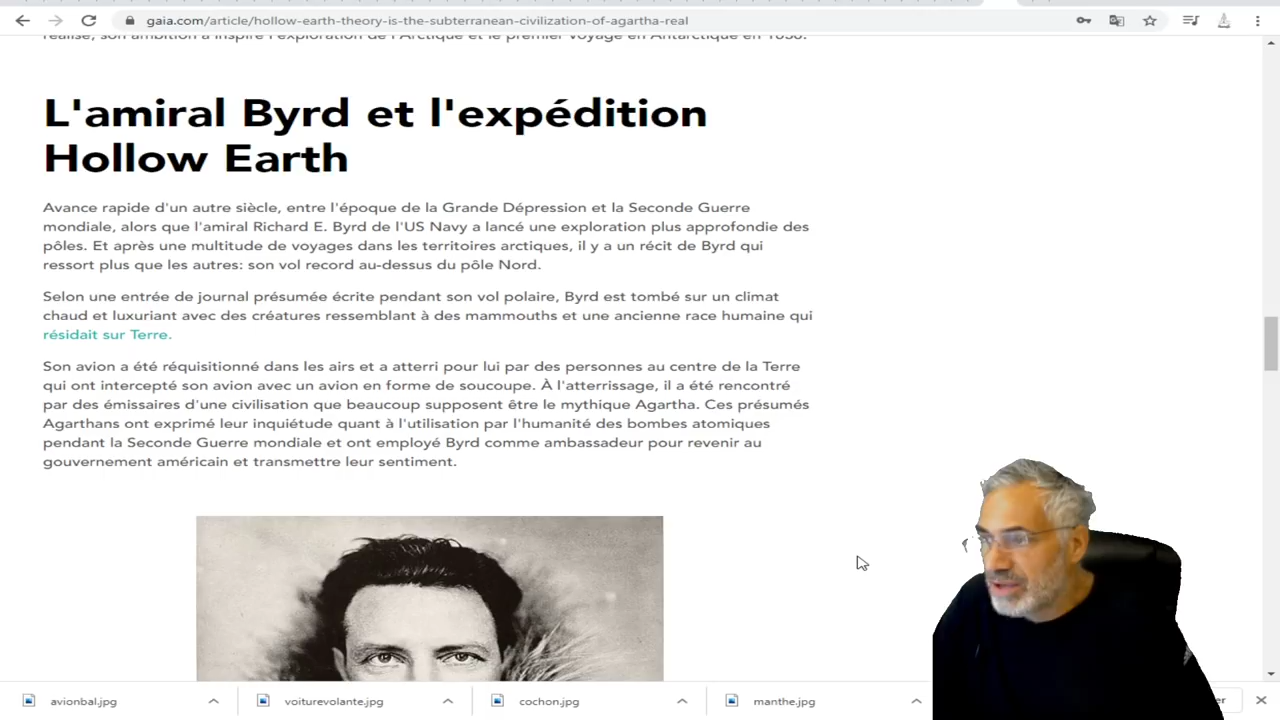 gaia.com/article/hollow-earth-theory-is-the-subterranean-civilization-of-agartha-real
réalisé, son ambition a inspiré l'exploration de l'Arctique et le premier voyage en Antarctique en 1838.
L'amiral Byrd et l'expédition
Hollow Earth
Avance rapide d'un autre siècle, entre l'époque de la Grande Dépression et la Seconde Guerre
mondiale, alors que l'amiral Richard E. Byrd de l'US Navy a lancé une exploration plus approfondie des
pôles. Et après une multitude de voyages dans les territoires arctiques, il y a un récit de Byrd qui
ressort plus que les autres: son vol record au-dessus du pôle Nord.
Selon une entrée de journal présumée écrite pendant son vol polaire, Byrd est tombé sur un climat
chaud et luxuriant avec des créatures ressemblant à des mammouths et une ancienne race humaine qui
résidait sur Terre.
Son avion a été réquisitionné dans les airs et a atterri pour lui par des personnes au centre de la Terre
qui ont intercepté son avion avec un avion en forme de soucoupe. À l'atterrissage, il a été rencontré
par des émissaires d'une civilisation que beaucoup supposent être le mythique Agartha. Ces présumés
Agarthans ont exprimé leur inquiétude quant à l'utilisation par l'humanité des bombes atomiques
pendant la Seconde Guerre mondiale et ont employé Byrd comme ambassadeur pour revenir au
gouvernement américain et transmettre leur sentiment.
avionbal.jpg
voiturevolante.jpg
cochon.jpg
manthe.jpg